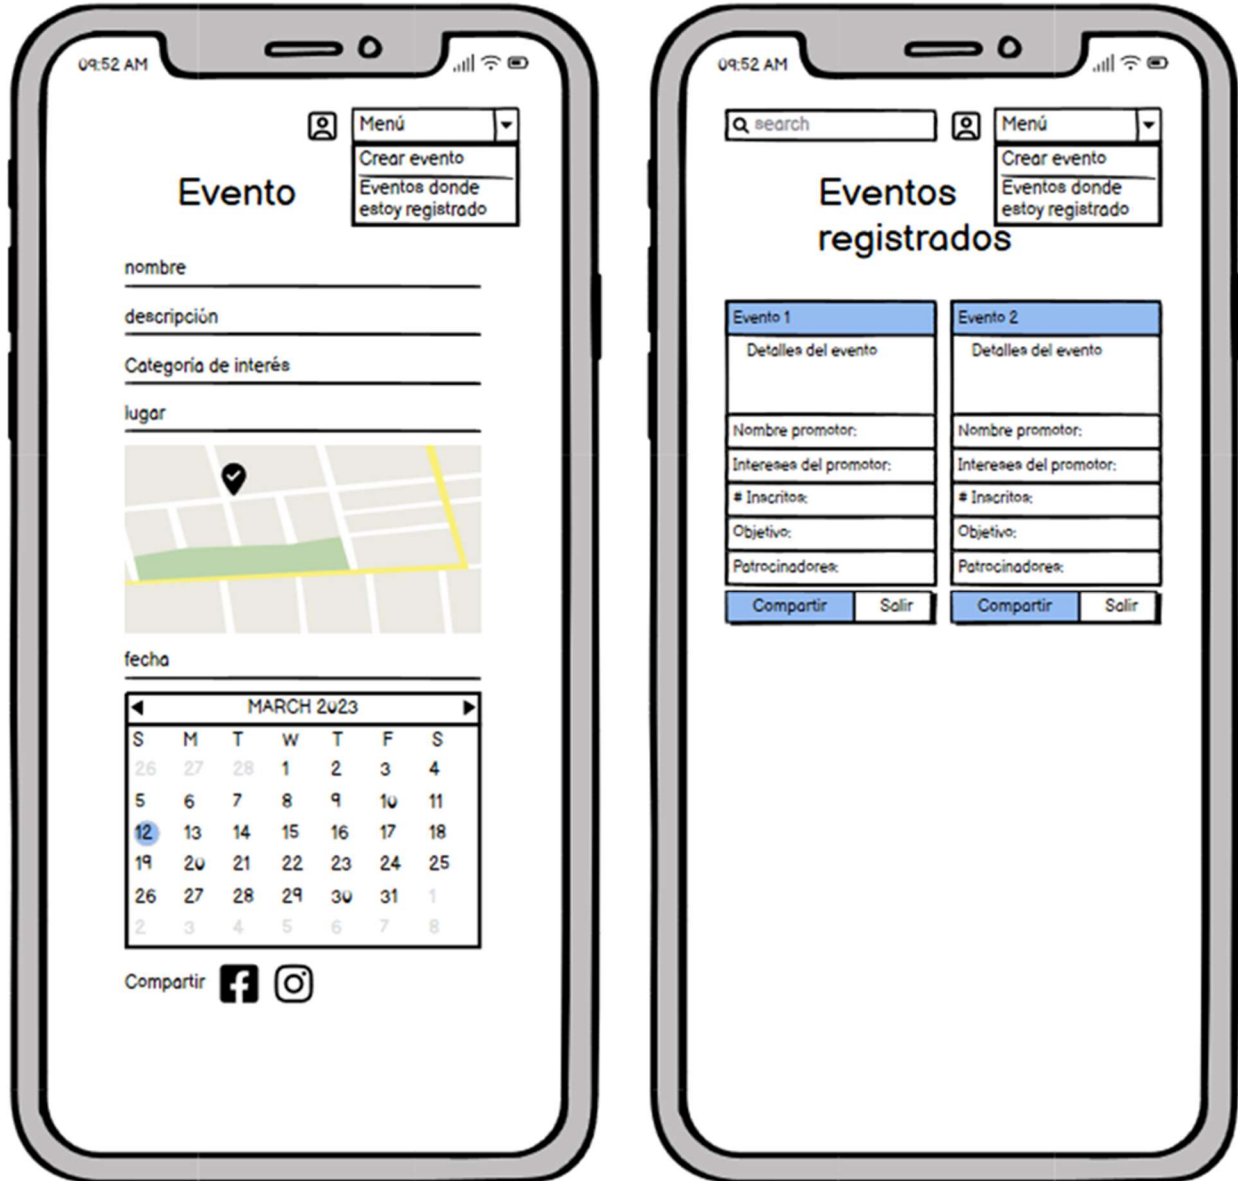 09:52 AM
Menú
Crear evento
Eventos donde
estoy registrado
Evento
nombre
descripción
Categoría de interés
lugar
fecha
MARCH 2023
S M T W T F S
26 27 28 1 2 3 4
5 6 7 8 9 10 11
12 13 14 15 16 17 18
19 20 21 22 23 24 25
26 27 28 29 30 31 1
2 3 4 5 6 7 8
Compartir
09:52 AM
search
Menú
Crear evento
Eventos donde
estoy registrado
Eventos
registrados
Evento 1
Detalles del evento
Nombre promotor:
Intereses del promotor:
# Inscritos:
Objetivo:
Patrocinadores:
Compartir Salir
Evento 2
Detalles del evento
Nombre promotor:
Intereses del promotor:
# Inscritos:
Objetivo:
Patrocinadores:
Compartir Salir